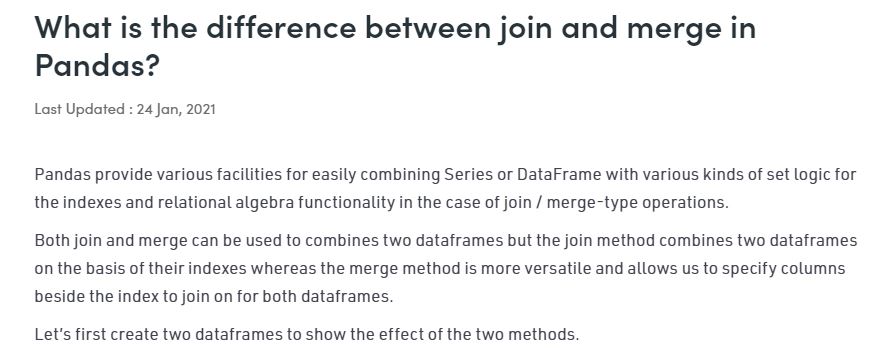 What is the difference between join and merge in
Pandas?
Last Updated : 24 Jan, 2021
Pandas provide various facilities for easily combining Series or DataFrame with various kinds of set logic for
the indexes and relational algebra functionality in the case of join / merge-type operations.
Both join and merge can be used to combines two dataframes but the join method combines two dataframes
on the basis of their indexes whereas the merge method is more versatile and allows us to specify columns
beside the index to join on for both dataframes.
Let's first create two dataframes to show the effect of the two methods.